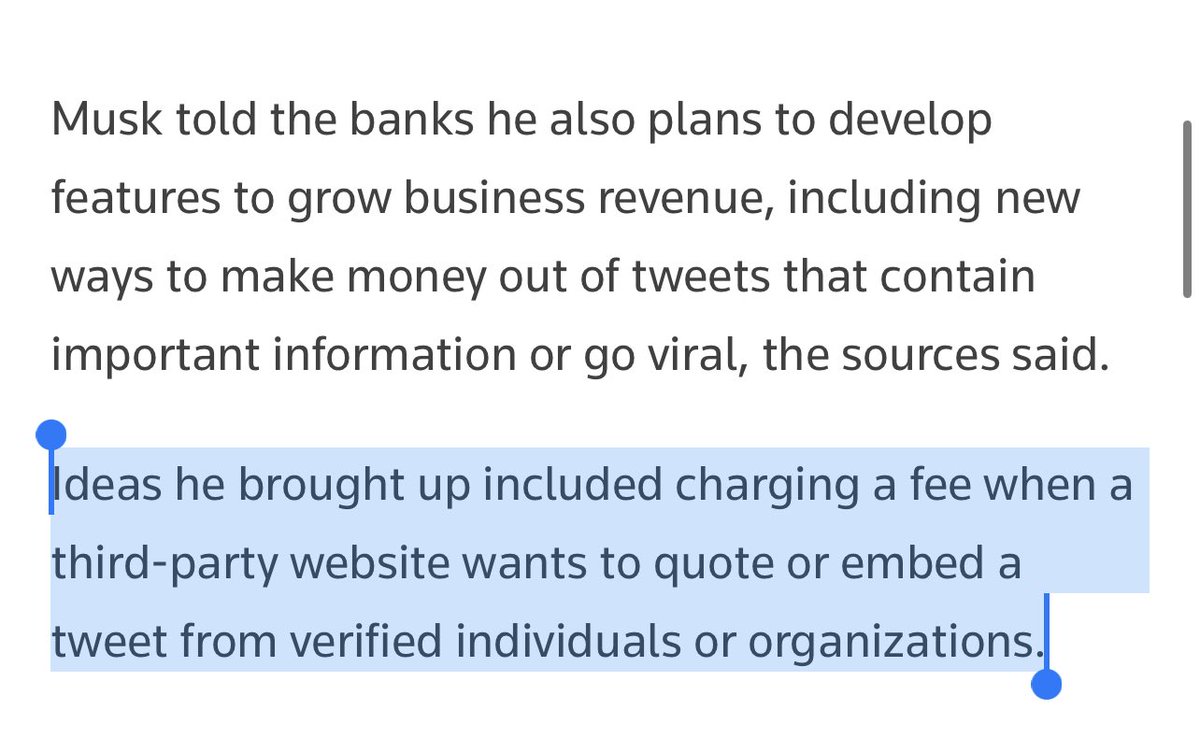 Musk told the banks he also plans to develop
features to grow business revenue, including new
ways to make money out of tweets that contain
important information or go viral, the sources said.
Ideas he brought up included charging a fee when a
third-party website wants to quote or embed a
tweet from verified individuals or organizations.